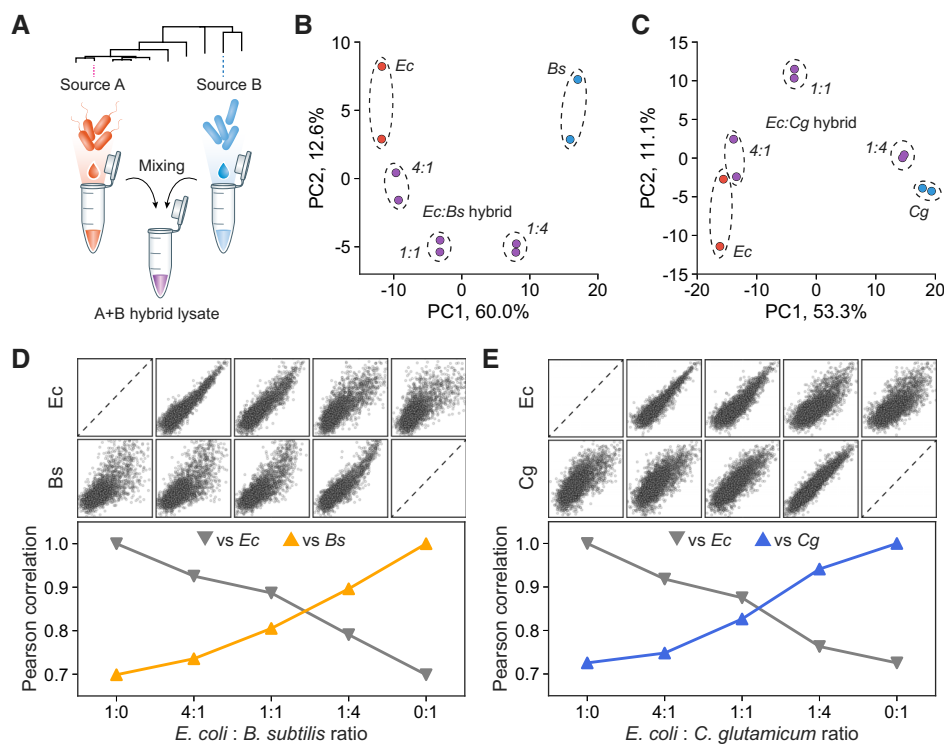 A
Source A
Source B
Mixing
A+B hybrid lysate
B
PC2, 12.6%
10
5
0
-5
-10
0
10
20
PC1, 60.0%
Ec
Bs
4:1
Ec:Bs hybrid
1:1
1:4
C
PC2, 11.1%
15
10
5
0
-5
-10
-15
-20
-10
0
10
20
PC1, 53.3%
1:1
Ec:Cg hybrid
4:1
1:4
Cg
Ec
D
Ec
Bs
Pearson correlation
1.0
0.9
0.8
0.7
vs Ec
vs Bs
1:0
4:1
1:1
1:4
0:1
E. coli : B. subtilis ratio
E
Ec
Cg
Pearson correlation
1.0
0.9
0.8
0.7
vs Ec
vs Cg
1:0
4:1
1:1
1:4
0:1
E. coli : C. glutamicum ratio